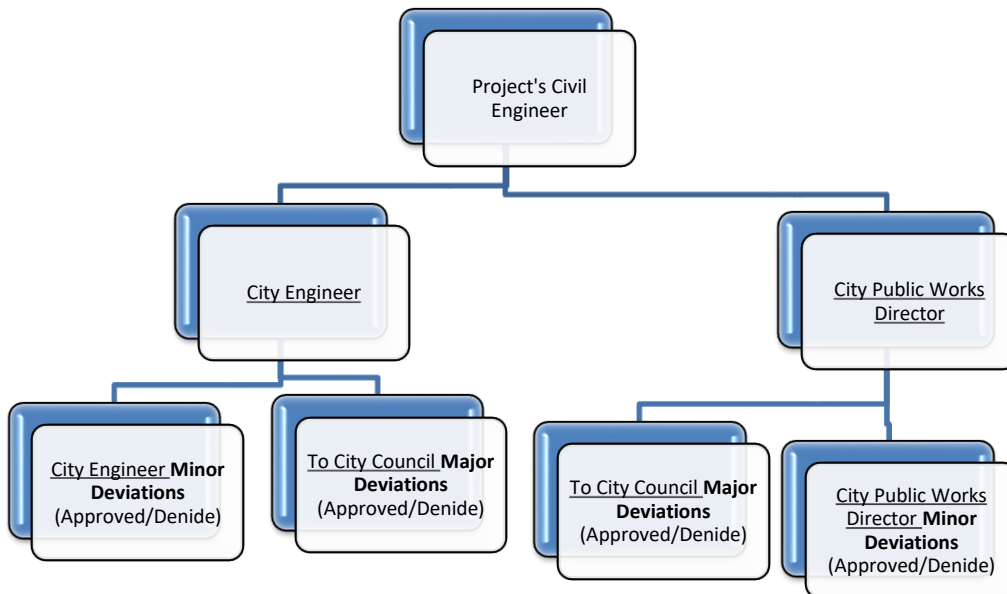 Project's Civil
Engineer
City Engineer
City Public Works
Director
City Engineer Minor
Deviations
(Approved/Denide)
To City Council Major
Deviations
(Approved/Denide)
To City Council Major
Deviations
(Approved/Denide)
City Public Works
Director Minor
Deviations
(Approved/Denide)